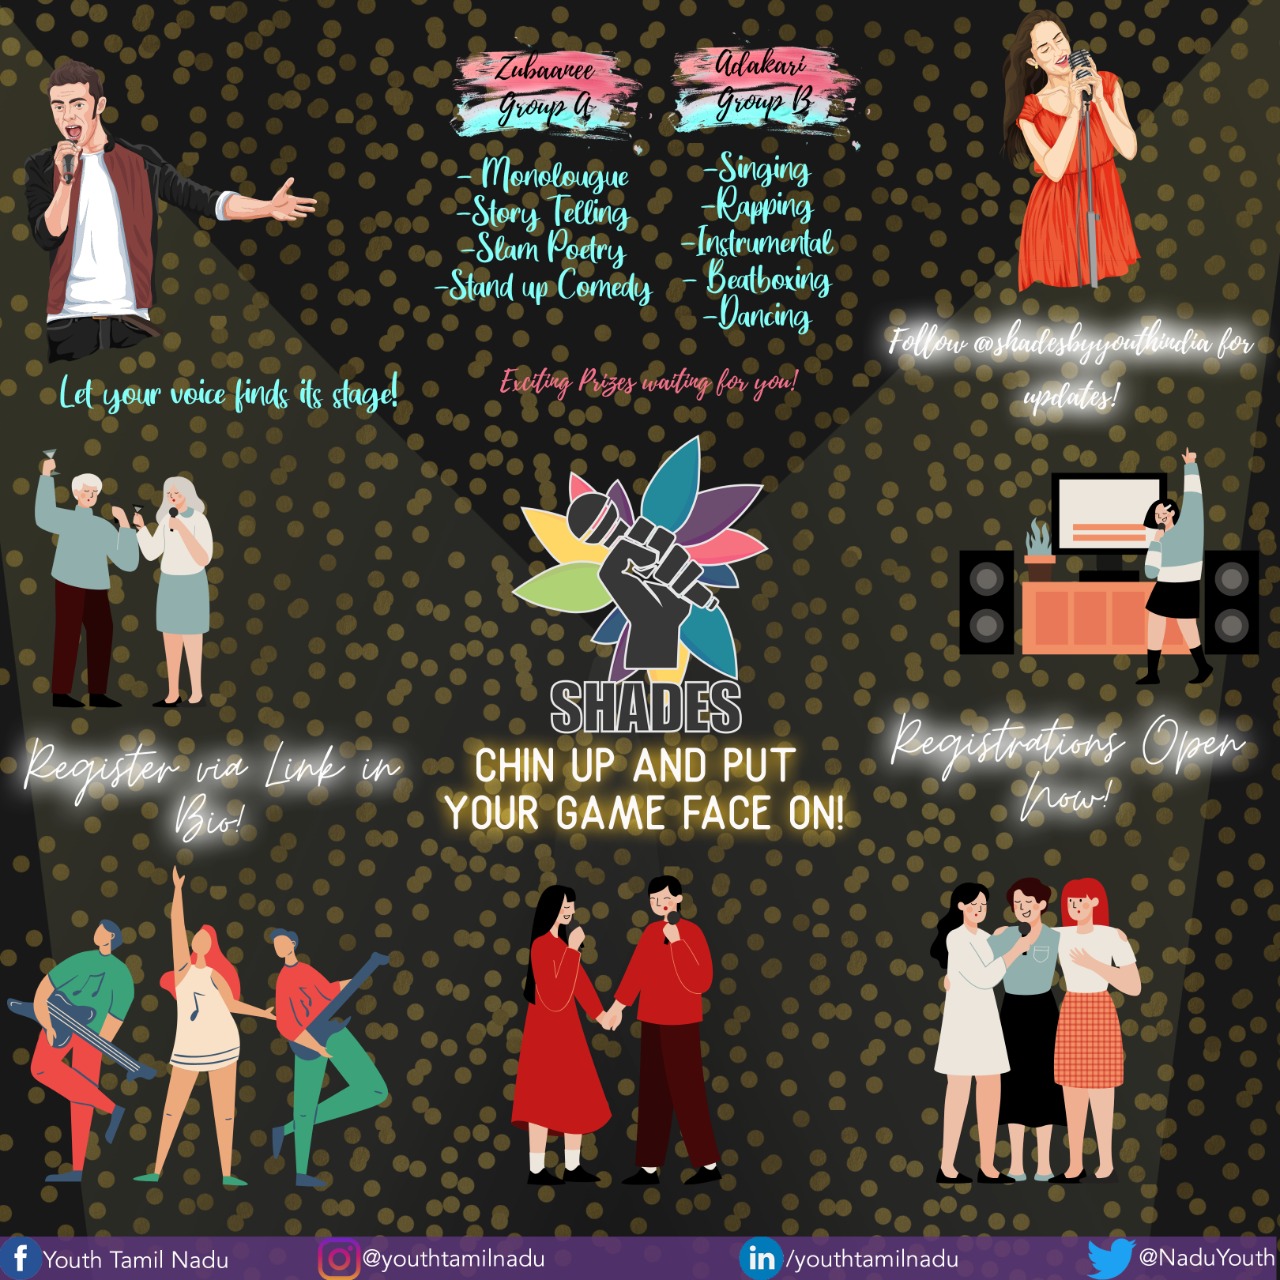 Zubaanee
Group A
- Monolougue
-Story Telling
-Slam Poetry
-Stand up Comedy
Adakari
Group B
-Singing
-Rapping
-Instrumental
- Beatboxing
-Dancing
Let your voice finds its stage!
Exciting Prizes waiting for you!
Follow @shadesbyyouthindia for
updates!
SHADES
CHIN UP AND PUT
YOUR GAME FACE ON!
Register via Link in
Bio!
Registrations Open
Now!
Youth Tamil Nadu
@youthtamilnadu
in /youthtamilnadu
@NaduYouth